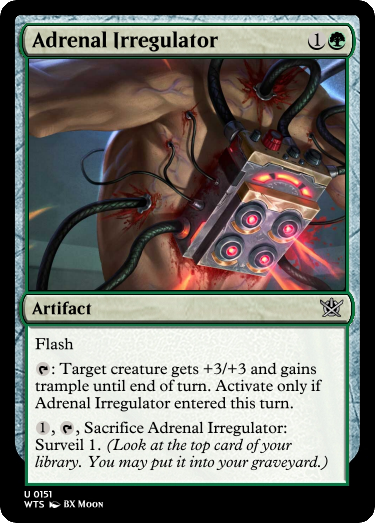 Adrenal Irregulator 1
Artifact
Flash
: Target creature gets +3/+3 and gains
trample until end of turn. Activate only if
Adrenal Irregulator entered this turn.
1, , Sacrifice Adrenal Irregulator:
Surveil 1. (Look at the top card of your
library. You may put it into your graveyard.)
U 0151
WTS BX Moon